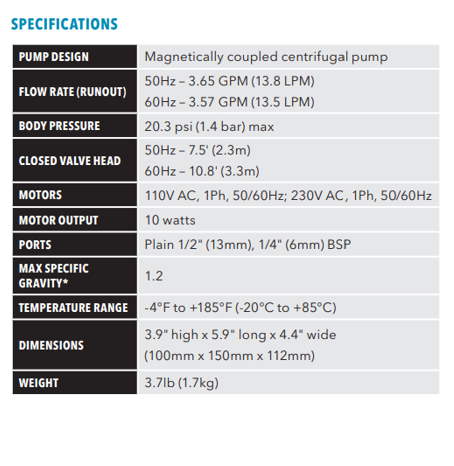 SPECIFICATIONS
PUMP DESIGN Magnetically coupled centrifugal pump
FLOW RATE (RUNOUT) 50Hz – 3.65 GPM (13.8 LPM)
60Hz – 3.57 GPM (13.5 LPM)
BODY PRESSURE 20.3 psi (1.4 bar) max
CLOSED VALVE HEAD 50Hz – 7.5' (2.3m)
60Hz – 10.8' (3.3m)
MOTORS 110V AC, 1Ph, 50/60Hz; 230V AC, 1Ph, 50/60Hz
MOTOR OUTPUT 10 watts
PORTS Plain 1/2" (13mm), 1/4" (6mm) BSP
MAX SPECIFIC
GRAVITY* 1.2
TEMPERATURE RANGE -4°F to +185°F (-20°C to +85°C)
DIMENSIONS 3.9" high x 5.9" long x 4.4" wide
(100mm x 150mm x 112mm)
WEIGHT 3.7lb (1.7kg)